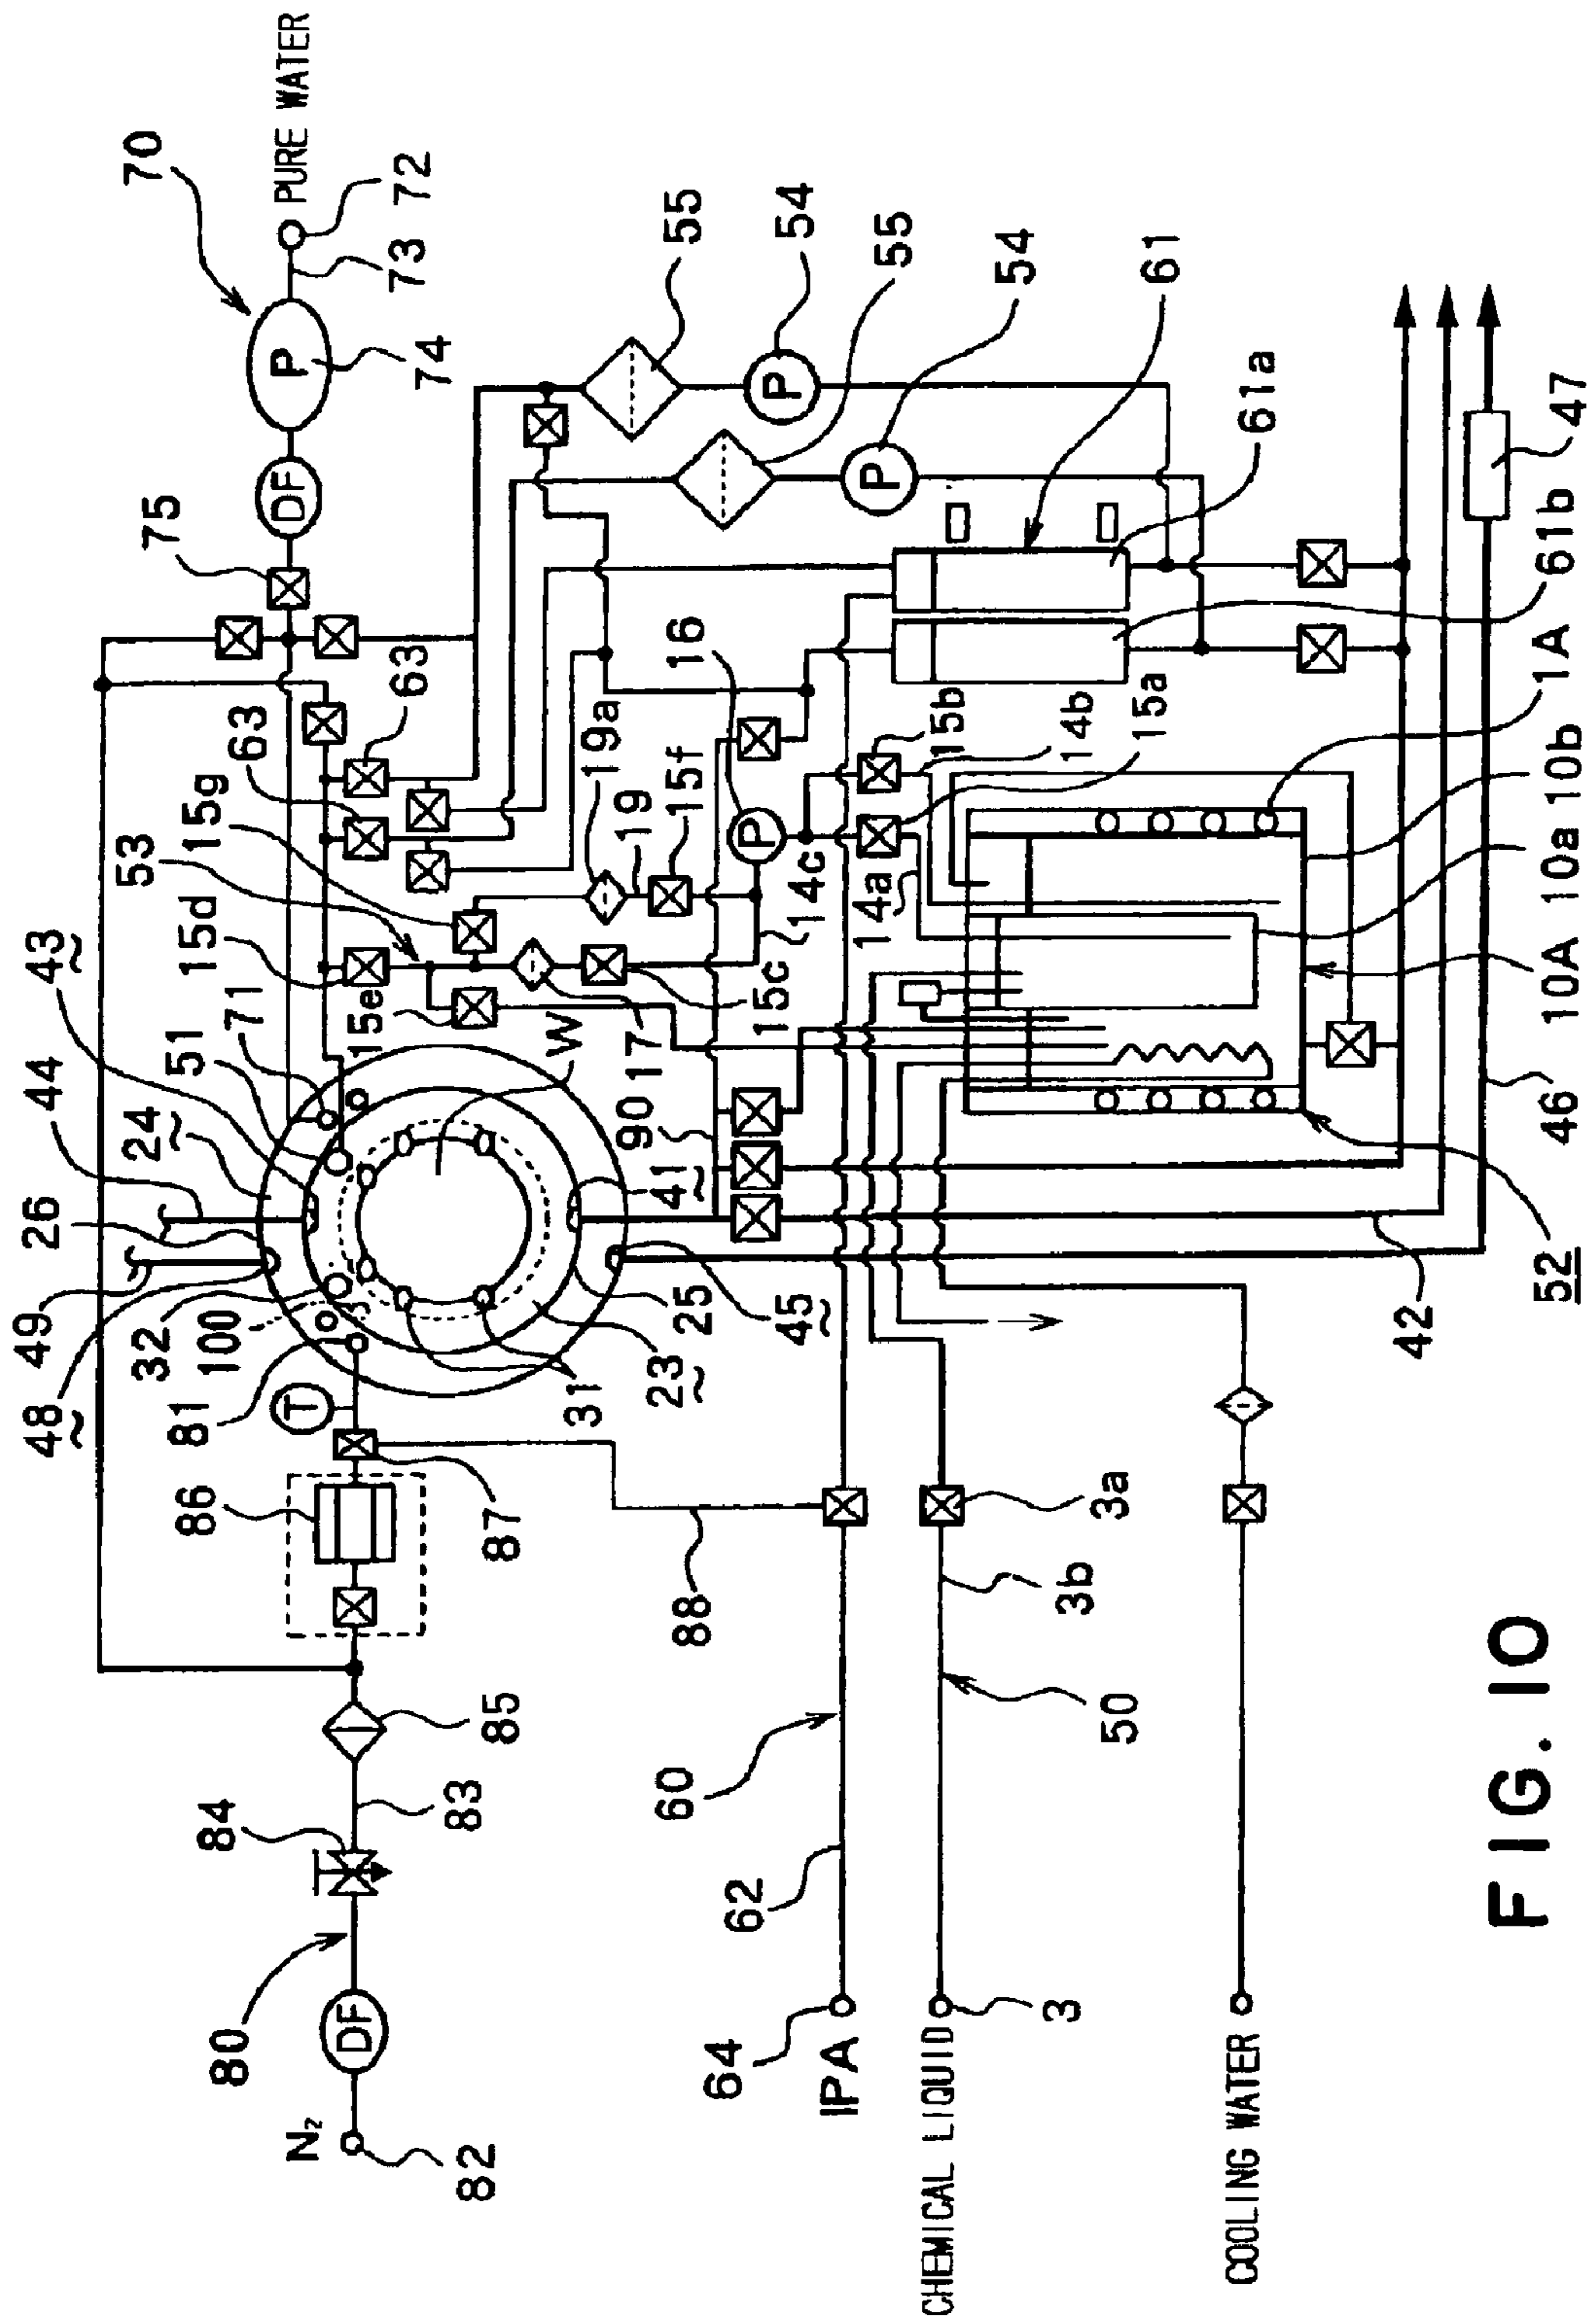 70
PURE WATER
72
73
P
74
DF
75
55
54
55
54
P
P
61
61a
61b
63
63
16
19a
15g
53
15d
43
15f
19
15b
14b
15a
1A
10b
10a
10A
P
14c
14a
15c
17
15e
W
71
51
44
24
26
49
32
100
48
81
T
90
41
25
45
23
31
42
52
46
47
86
87
88
85
83
84
80
DF
N₂
82
60
62
64
IPA
3a
3b
50
CHEMICAL LIQUID
3
COOLING WATER
FIG. 10